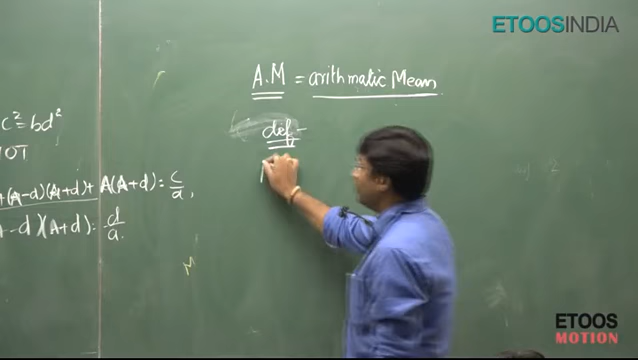 ETOOSINDIA
A.M = arithmatic Mean
def-
c² = bd²
NOT
+(A-d)(A+d)+ A(A+d) = c/a,
-d)(A+d) = d/a.
M
ETOOS
MOTION